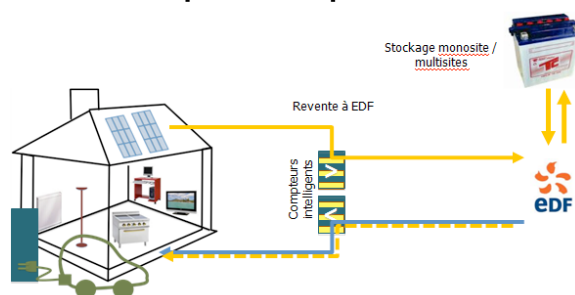 Stockage monosite /
multisites
Revente à EDF
Compteurs
intelligents
eDF